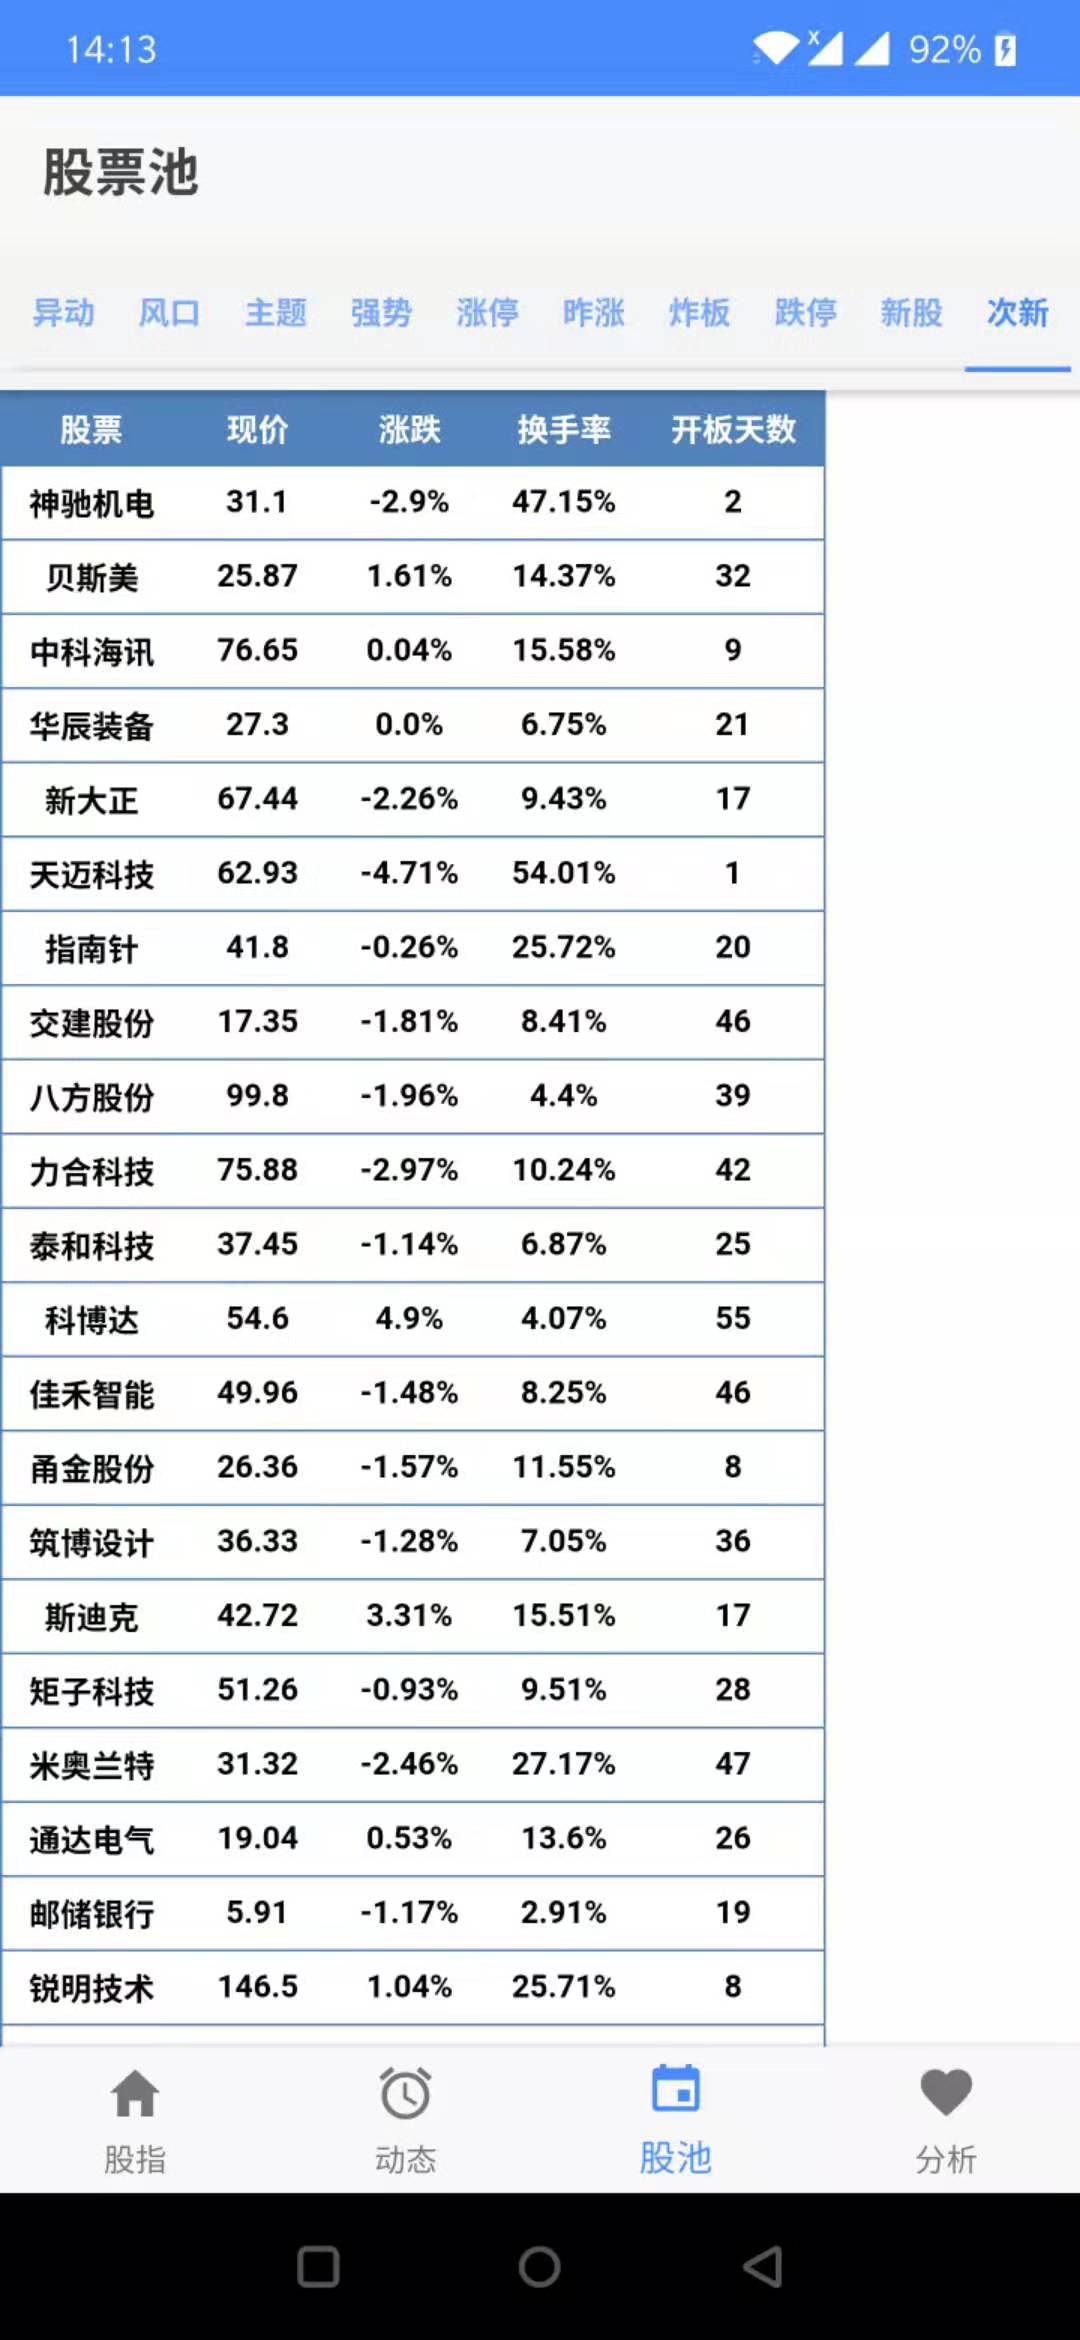 14:13 x 92%
股票池
异动 风口 主题 强势 涨停 昨涨 炸板 跌停 新股 次新
股票 现价 涨跌 换手率 开板天数
神驰机电 31.1 -2.9% 47.15% 2
贝斯美 25.87 1.61% 14.37% 32
中科海讯 76.65 0.04% 15.58% 9
华辰装备 27.3 0.0% 6.75% 21
新大正 67.44 -2.26% 9.43% 17
天迈科技 62.93 -4.71% 54.01% 1
指南针 41.8 -0.26% 25.72% 20
交建股份 17.35 -1.81% 8.41% 46
八方股份 99.8 -1.96% 4.4% 39
力合科技 75.88 -2.97% 10.24% 42
泰和科技 37.45 -1.14% 6.87% 25
科博达 54.6 4.9% 4.07% 55
佳禾智能 49.96 -1.48% 8.25% 46
甬金股份 26.36 -1.57% 11.55% 8
筑博设计 36.33 -1.28% 7.05% 36
斯迪克 42.72 3.31% 15.51% 17
矩子科技 51.26 -0.93% 9.51% 28
米奥兰特 31.32 -2.46% 27.17% 47
通达电气 19.04 0.53% 13.6% 26
邮储银行 5.91 -1.17% 2.91% 19
锐明技术 146.5 1.04% 25.71% 8
股指 动态 股池 分析